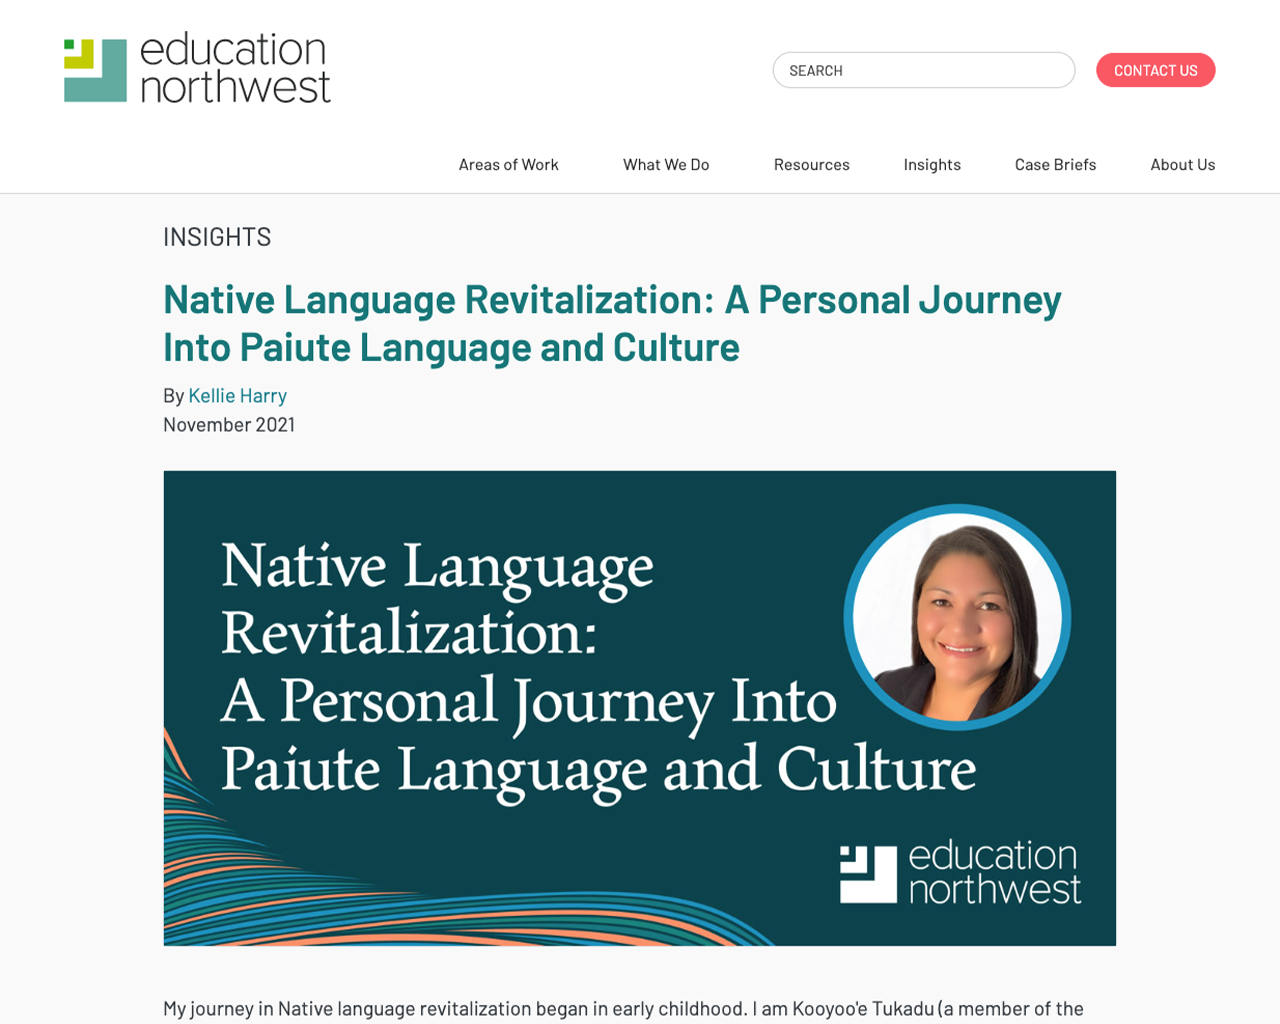 education
northwest
SEARCH
CONTACT US
Areas of Work
What We Do
Resources
Insights
Case Briefs
About Us
INSIGHTS
Native Language Revitalization: A Personal Journey
Into Paiute Language and Culture
By Kellie Harry
November 2021
Native Language
Revitalization:
A Personal Journey Into
Paiute Language and Culture
education
northwest
My journey in Native language revitalization began in early childhood. I am Kooyoo'e Tukadu (a member of the